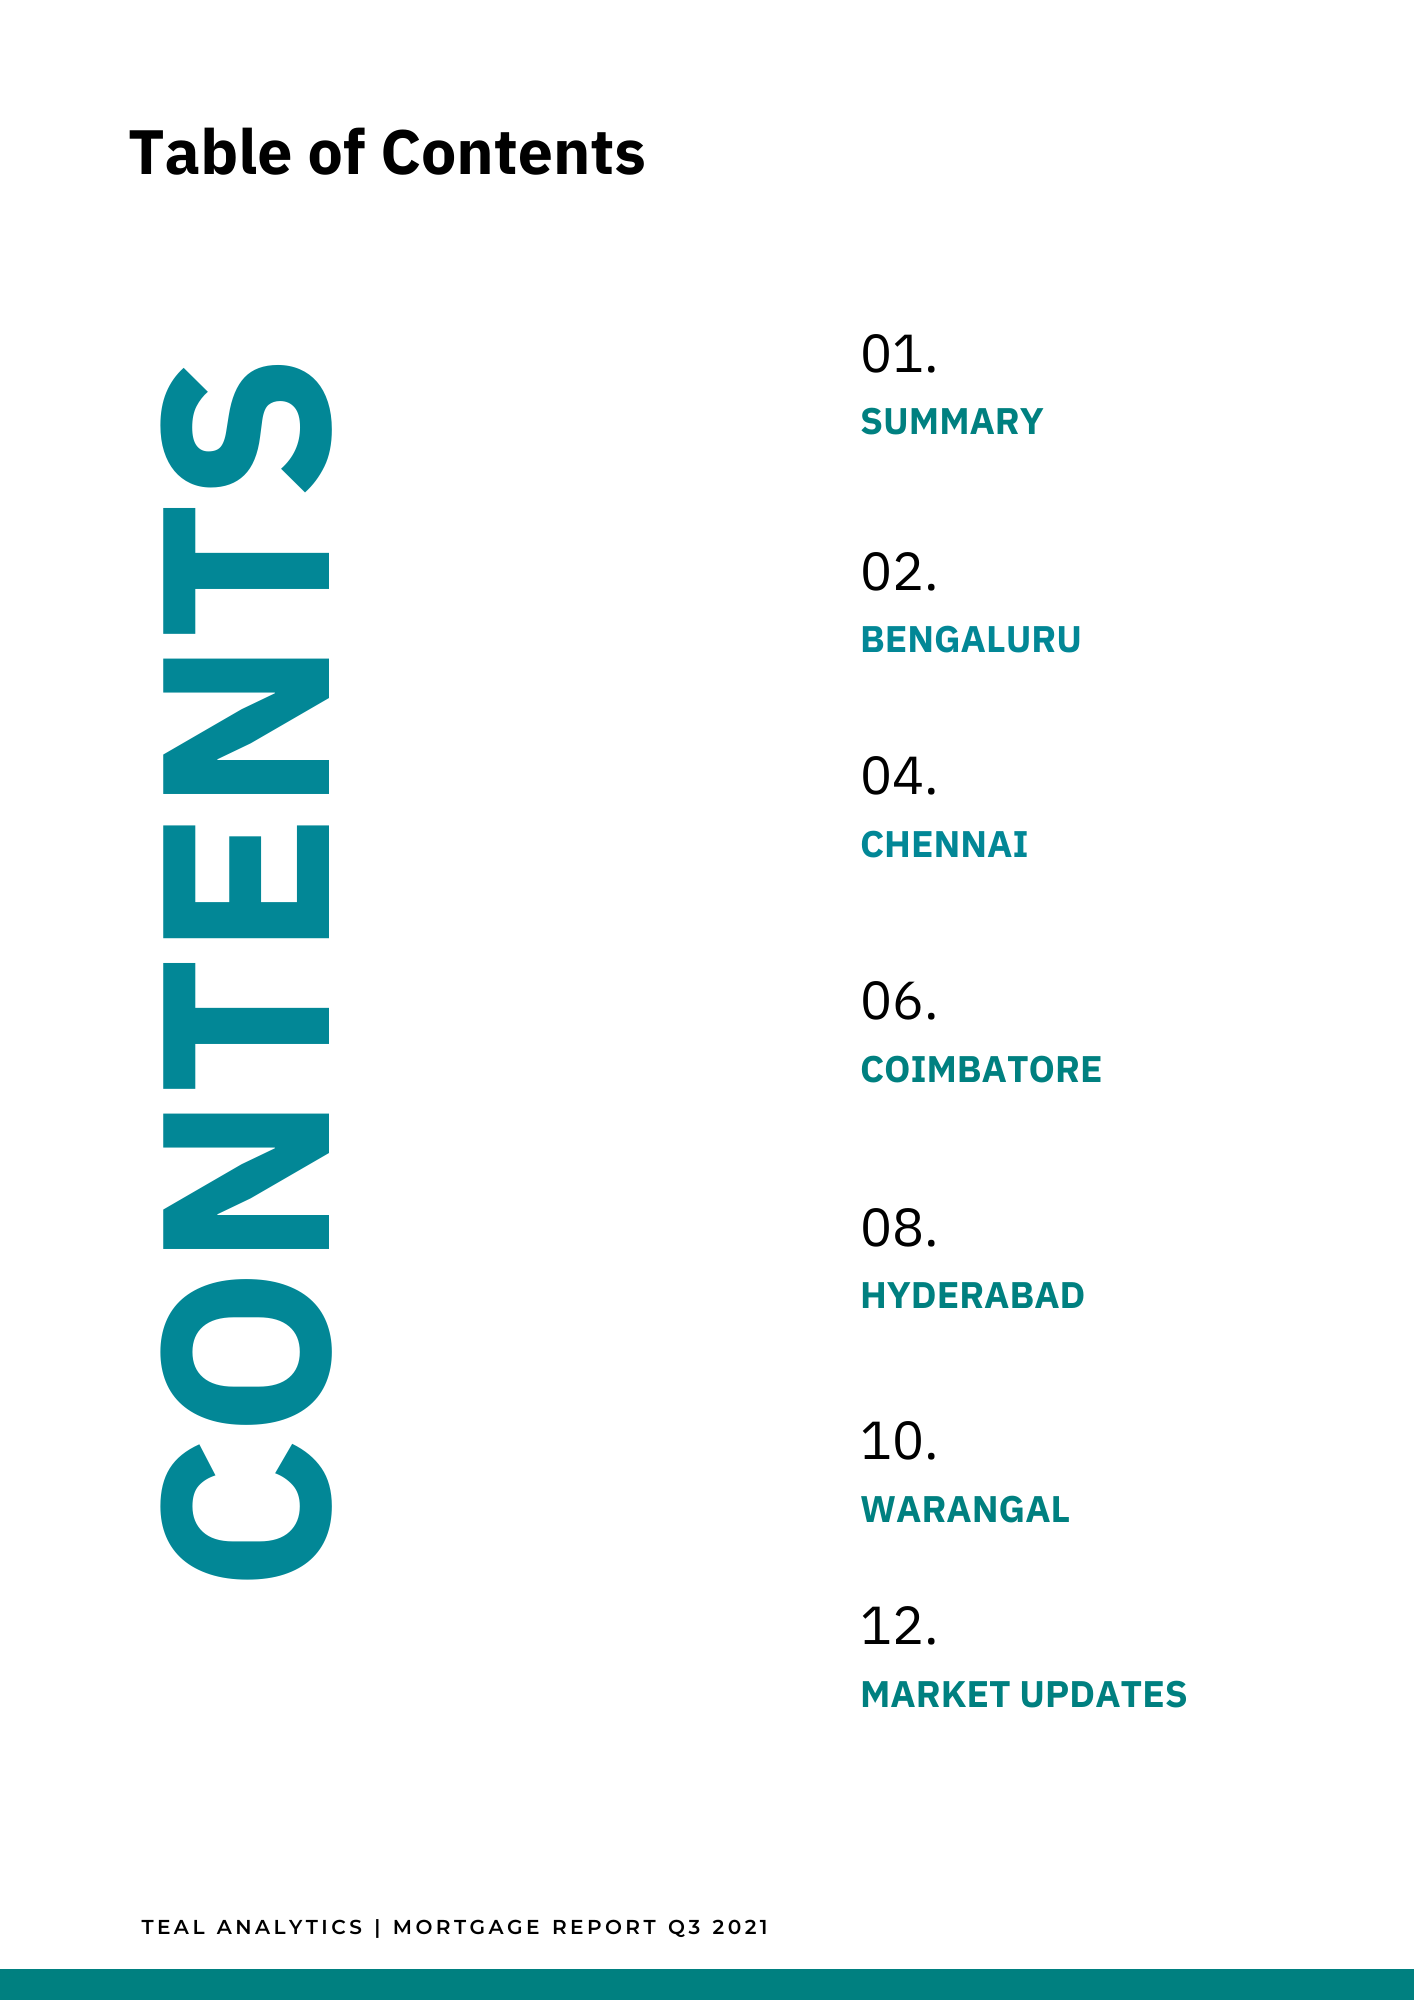 Table of Contents
CONTENTS
01.
SUMMARY
02.
BENGALURU
04.
CHENNAI
06.
COIMBATORE
08.
HYDERABAD
10.
WARANGAL
12.
MARKET UPDATES
TEAL ANALYTICS | MORTGAGE REPORT Q3 2021